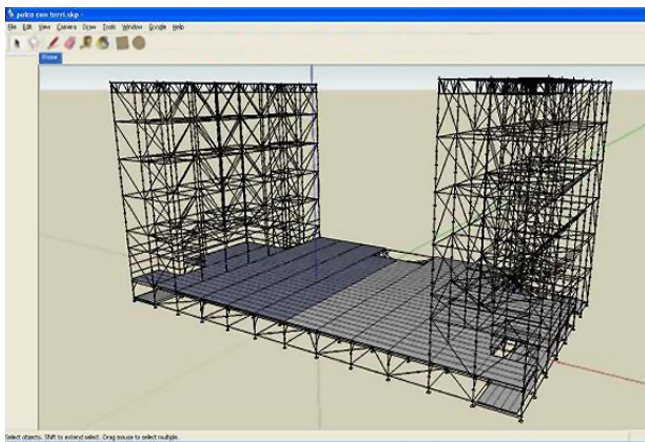 palco con torri.skp -
File Edit View Camera Draw Tools Window Google Help
Home
Select objects. Shift to extend select. Drag mouse to select multiple.